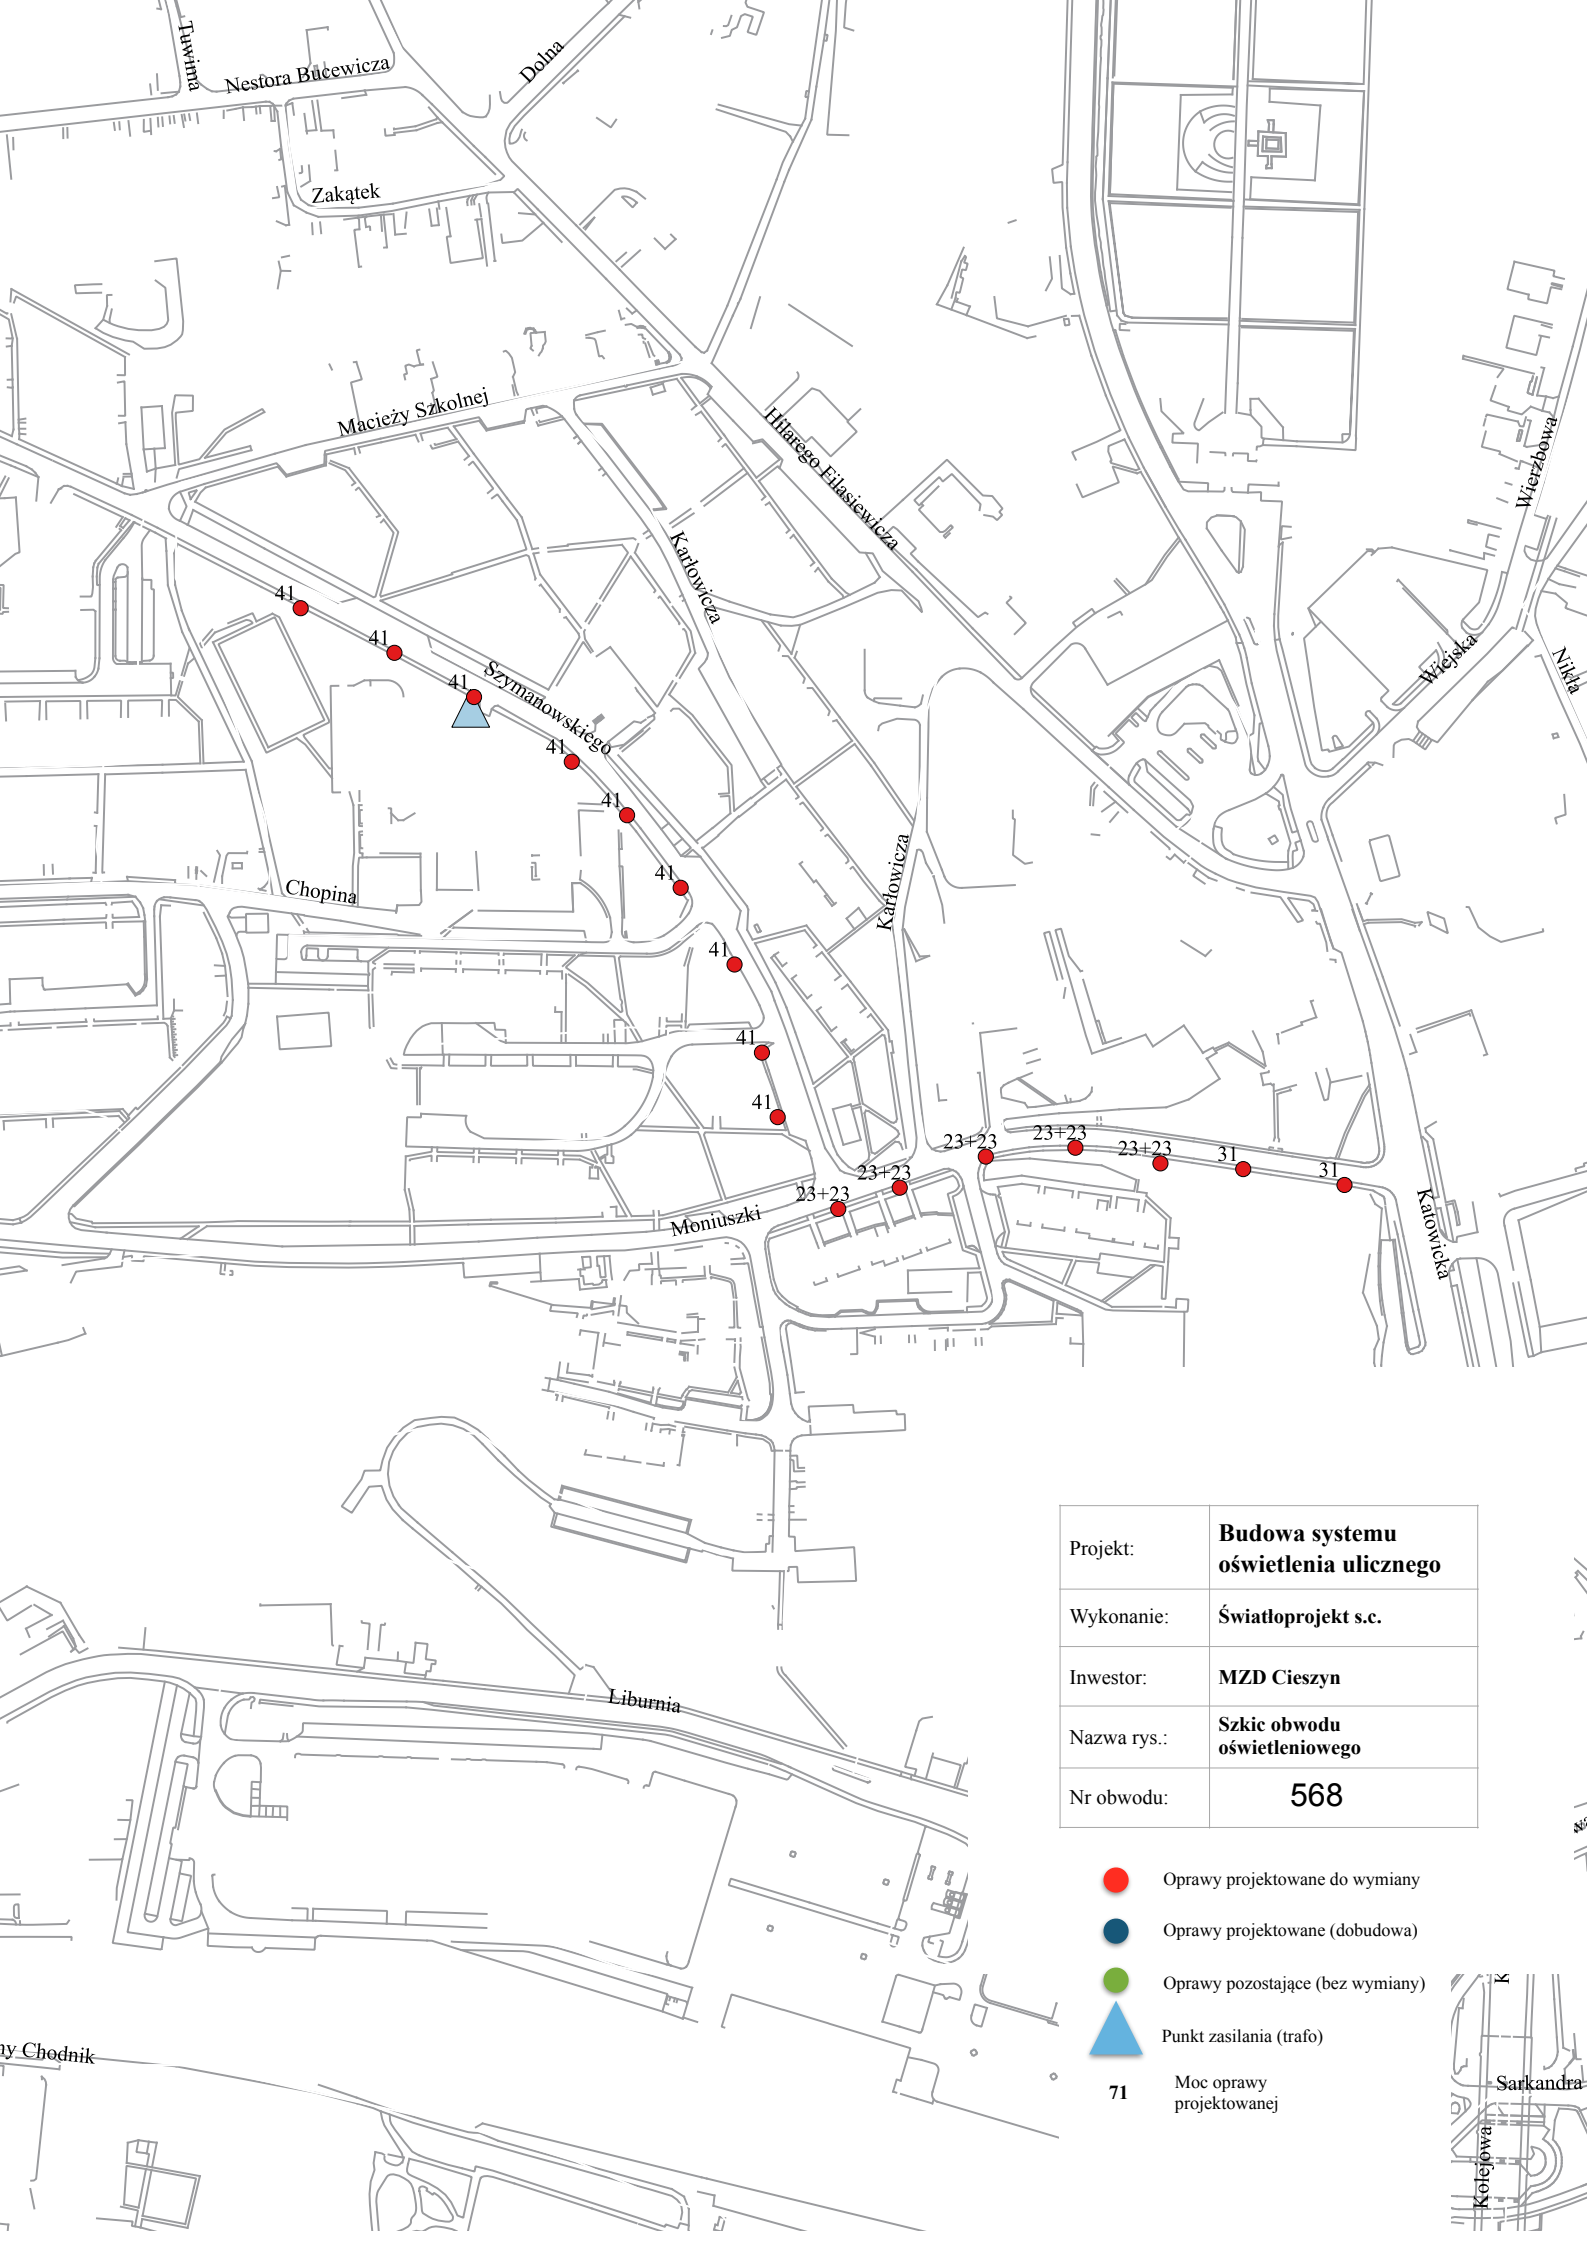 Tuwima
Nestora Bucewicza
Dolna
Zakątek
Macieży Szkolnej
Hilarego Filasiewicza
Wierzbowa
Karłowicza
41
41
Szymanowskiego
41
Wiejska
Nikła
41
41
Karłowicza
41
Chopina
41
41
41
23+23
23+23
23+23
31
31
23+23
23+23
Moniuszki
Katowicka
Projekt:
Budowa systemu
oświetlenia ulicznego
Wykonanie:
Światłoprojekt s.c.
Inwestor:
MZD Cieszyn
Nazwa rys.:
Szkic obwodu
oświetleniowego
Nr obwodu:
568
Liburnia
Oprawy projektowane do wymiany
Oprawy projektowane (dobudowa)
Oprawy pozostające (bez wymiany)
Punkt zasilania (trafo)
71
Moc oprawy
projektowanej
K
ny Chodnik
Sarkandra
Kolejowa